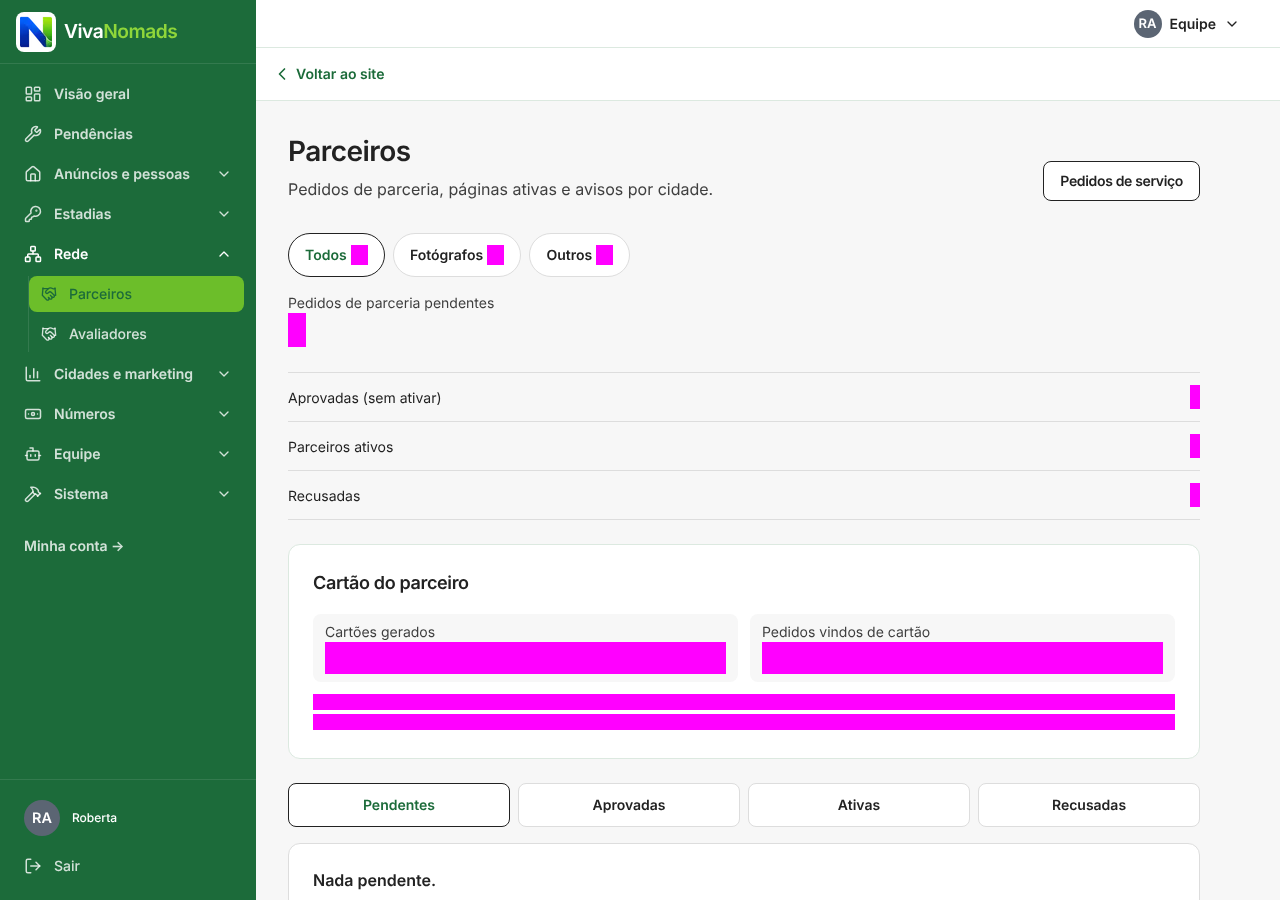 VivaNomads
RA Equipe
Voltar ao site
Visão geral
Pendências
Anúncios e pessoas
Estadias
Rede
Parceiros
Avaliadores
Cidades e marketing
Números
Equipe
Sistema
Minha conta →
RA Roberta
Sair
Parceiros
Pedidos de parceria, páginas ativas e avisos por cidade.
Pedidos de serviço
Todos Fotógrafos Outros
Pedidos de parceria pendentes
Aprovadas (sem ativar)
Parceiros ativos
Recusadas
Cartão do parceiro
Cartões gerados Pedidos vindos de cartão
Pendentes Aprovadas Ativas Recusadas
Nada pendente.